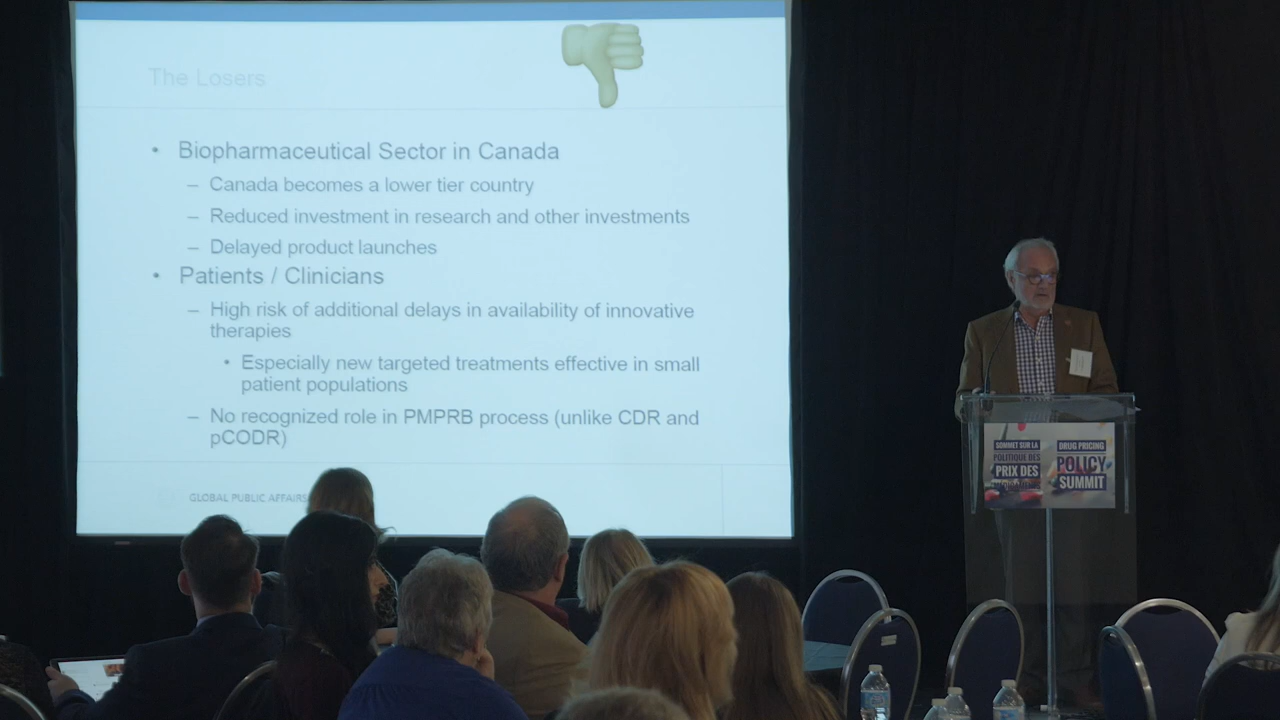 The Losers
• Biopharmaceutical Sector in Canada
– Canada becomes a lower tier country
– Reduced investment in research and other investments
– Delayed product launches
• Patients / Clinicians
– High risk of additional delays in availability of innovative
therapies
• Especially new targeted treatments effective in small
patient populations
– No recognized role in PMPRB process (unlike CDR and
pCODR)
GLOBAL PUBLIC AFFAIRS
SOMMET SUR LA
POLITIQUE DES
PRIX DES
DRUG PRICING
POLICY
SUMMIT